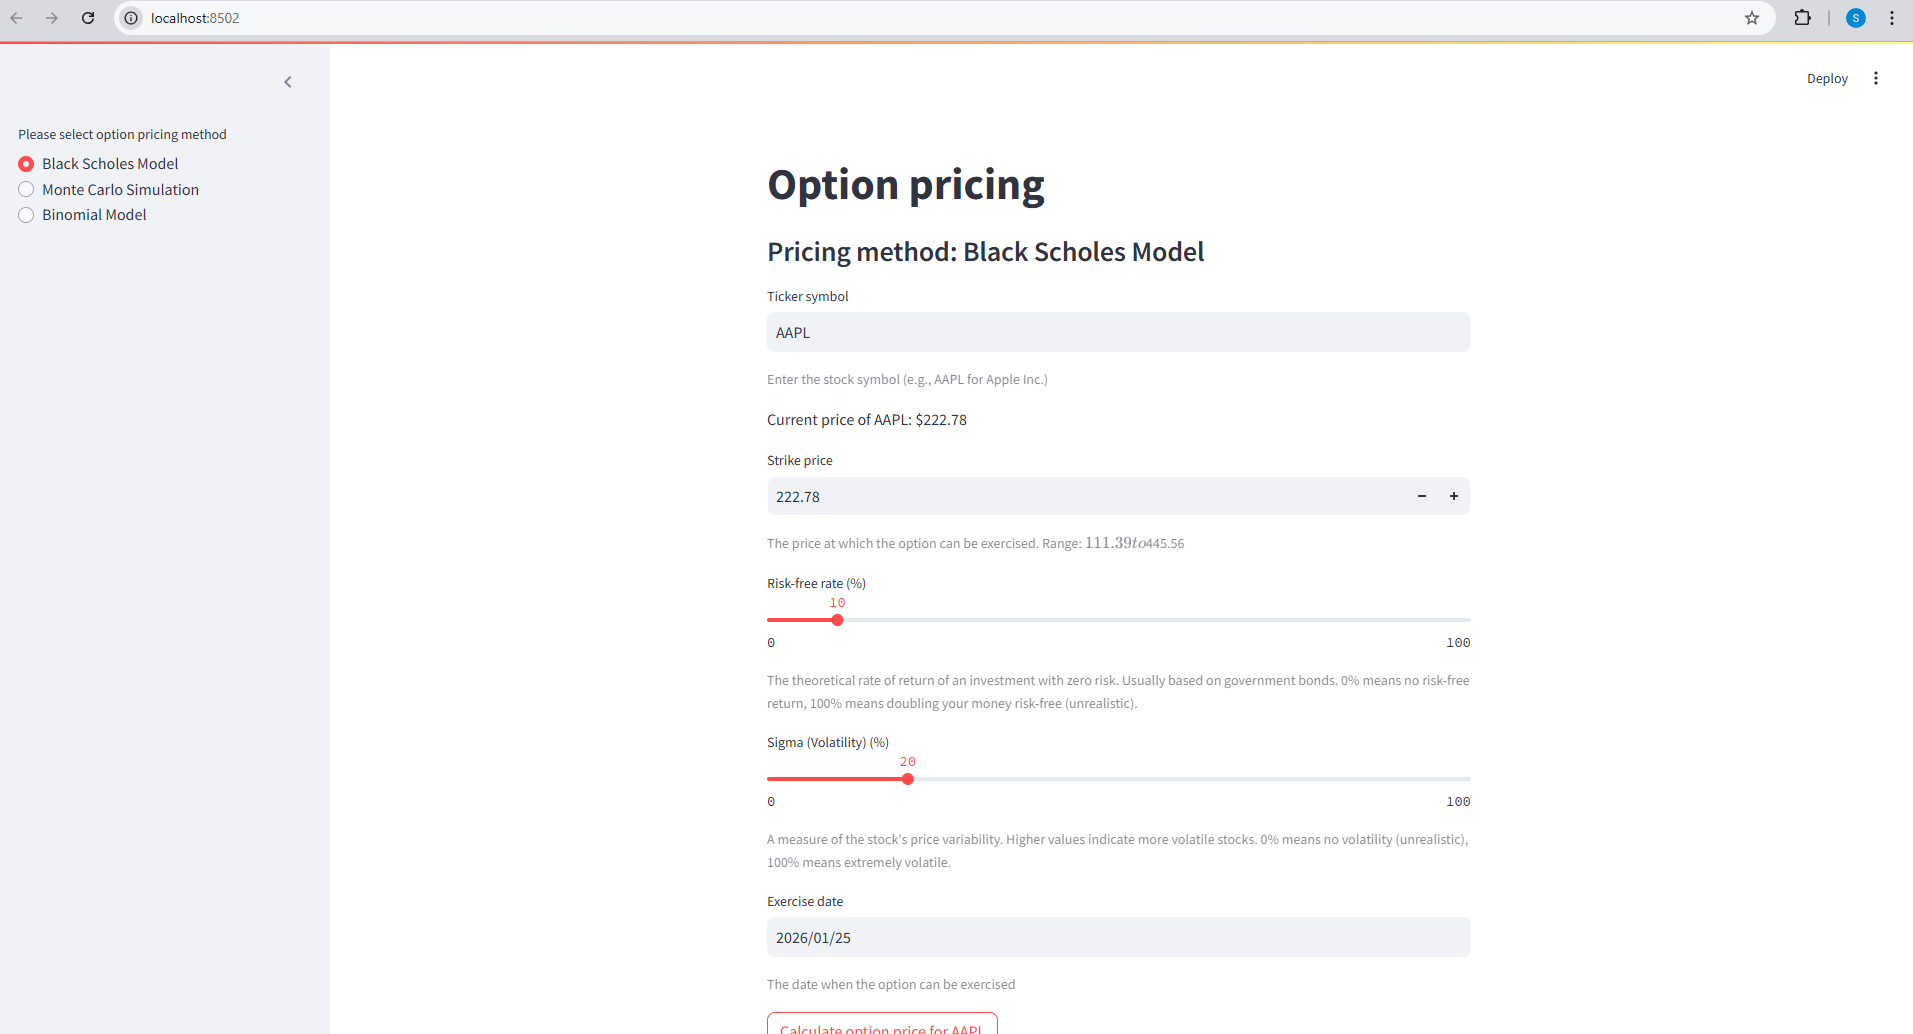 localhost:8502
S
Deploy
Please select option pricing method
Black Scholes Model
Monte Carlo Simulation
Binomial Model
Option pricing
Pricing method: Black Scholes Model
Ticker symbol
AAPL
Enter the stock symbol (e.g., AAPL for Apple Inc.)
Current price of AAPL: $222.78
Strike price
222.78
The price at which the option can be exercised. Range: 111.39to445.56
Risk-free rate (%)
10
0 100
The theoretical rate of return of an investment with zero risk. Usually based on government bonds. 0% means no risk-free
return, 100% means doubling your money risk-free (unrealistic).
Sigma (Volatility) (%)
20
0 100
A measure of the stock's price variability. Higher values indicate more volatile stocks. 0% means no volatility (unrealistic),
100% means extremely volatile.
Exercise date
2026/01/25
The date when the option can be exercised
Calculate option price for AAPL